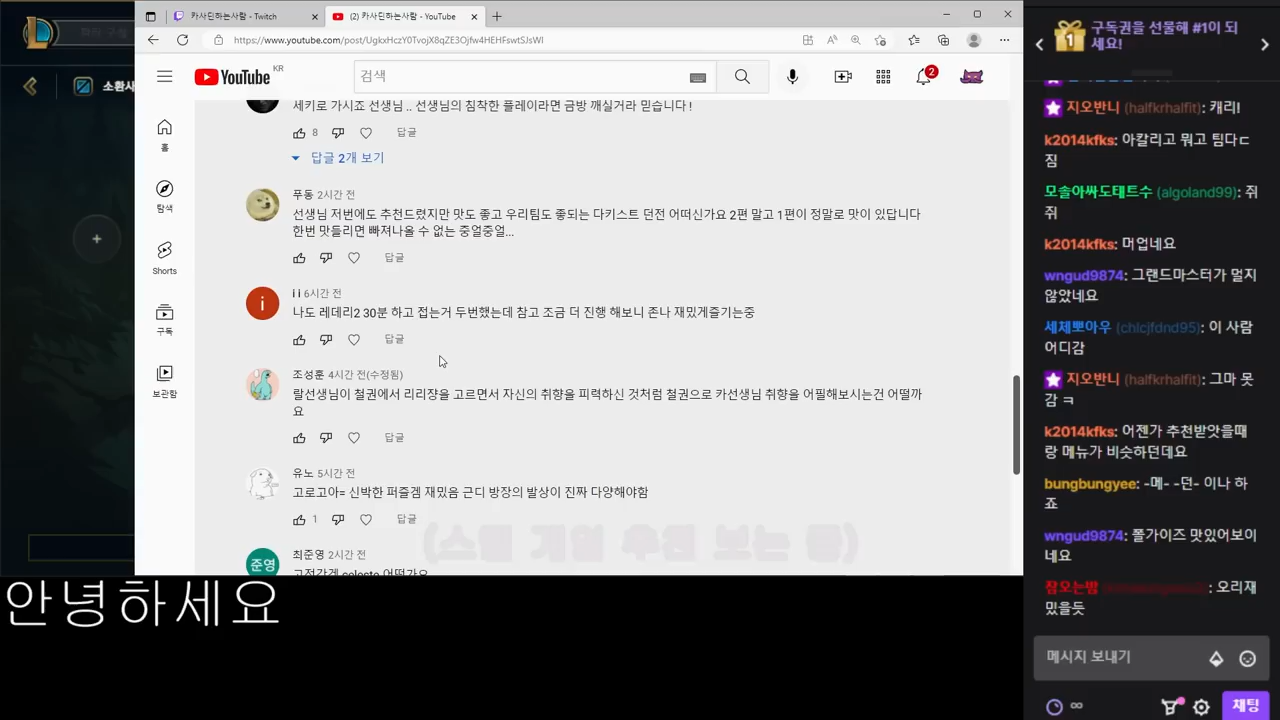 카사딘하는사람 - Twitch
(2) 카사딘하는사람 - YouTube
https://www.youtube.com/post/UgkxHczY0TvojX8qZE3Ojfw4HEHFswtSJsWI
소환사
YouTube KR
검색
2
홈
탐색
Shorts
구독
보관함
세키로 가시죠 선생님 .. 선생님의 침착한 플레이라면 금방 깨실거라 믿습니다 !
8 답글
답글 2개 보기
푸동 2시간 전
선생님 저번에도 추천드렸지만 맛도 좋고 우리팀도 좋되는 다키스트 던전 어떠신가요 2편 말고 1편이 정말로 맛이 있답니다
한번 맛들리면 빠져나올 수 없는 중얼중얼...
답글
i
i i 6시간 전
나도 레데리2 30분 하고 접는거 두번했는데 참고 조금 더 진행 해보니 존나 재밌게즐기는중
답글
조성훈 4시간 전(수정됨)
랄선생님이 철권에서 리리쟝을 고르면서 자신의 취향을 피력하신 것처럼 철권으로 카선생님 취향을 어필해보시는건 어떨까
요
답글
유노 5시간 전
고로고아= 신박한 퍼즐겜 재밌음 근디 방장의 발상이 진짜 다양해야함
1 답글
준영
최준영 2시간 전
안녕하세요
1
구독권을 선물해 #1이 되
세요!
지오반니 (halfkrhalfit): 캐리!
k2014kfks: 아칼리고 뭐고 팀다ㄷ
짐
모솔아싸도태트수 (algoland99): 쥐
쥐
k2014kfks: 머업네요
wngud9874: 그랜드마스터가 멀지
않았네요
세체뽀아우 (chlcjfdnd95): 이 사람
어디감
지오반니 (halfkrhalfit): 그마 못
감 ㅋ
k2014kfks: 어젠가 추천받앗을때
랑 메뉴가 비슷하던데요
bungbungyee: -메- -던- 이나 하
죠
wngud9874: 폴가이즈 맛있어보이
네요
잠오는밤 : 오리재
밌을듯
메시지 보내기
채팅